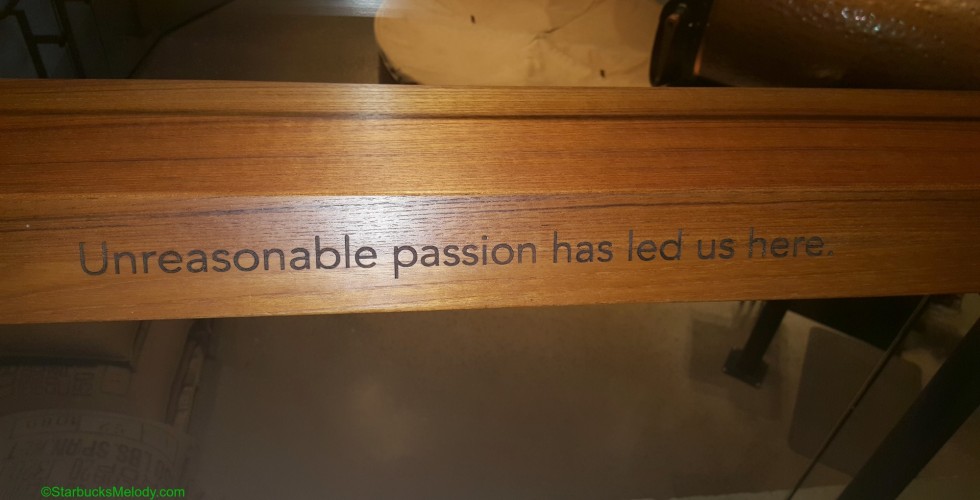 Unreasonable passion has led us here.
©StarbucksMelody.com